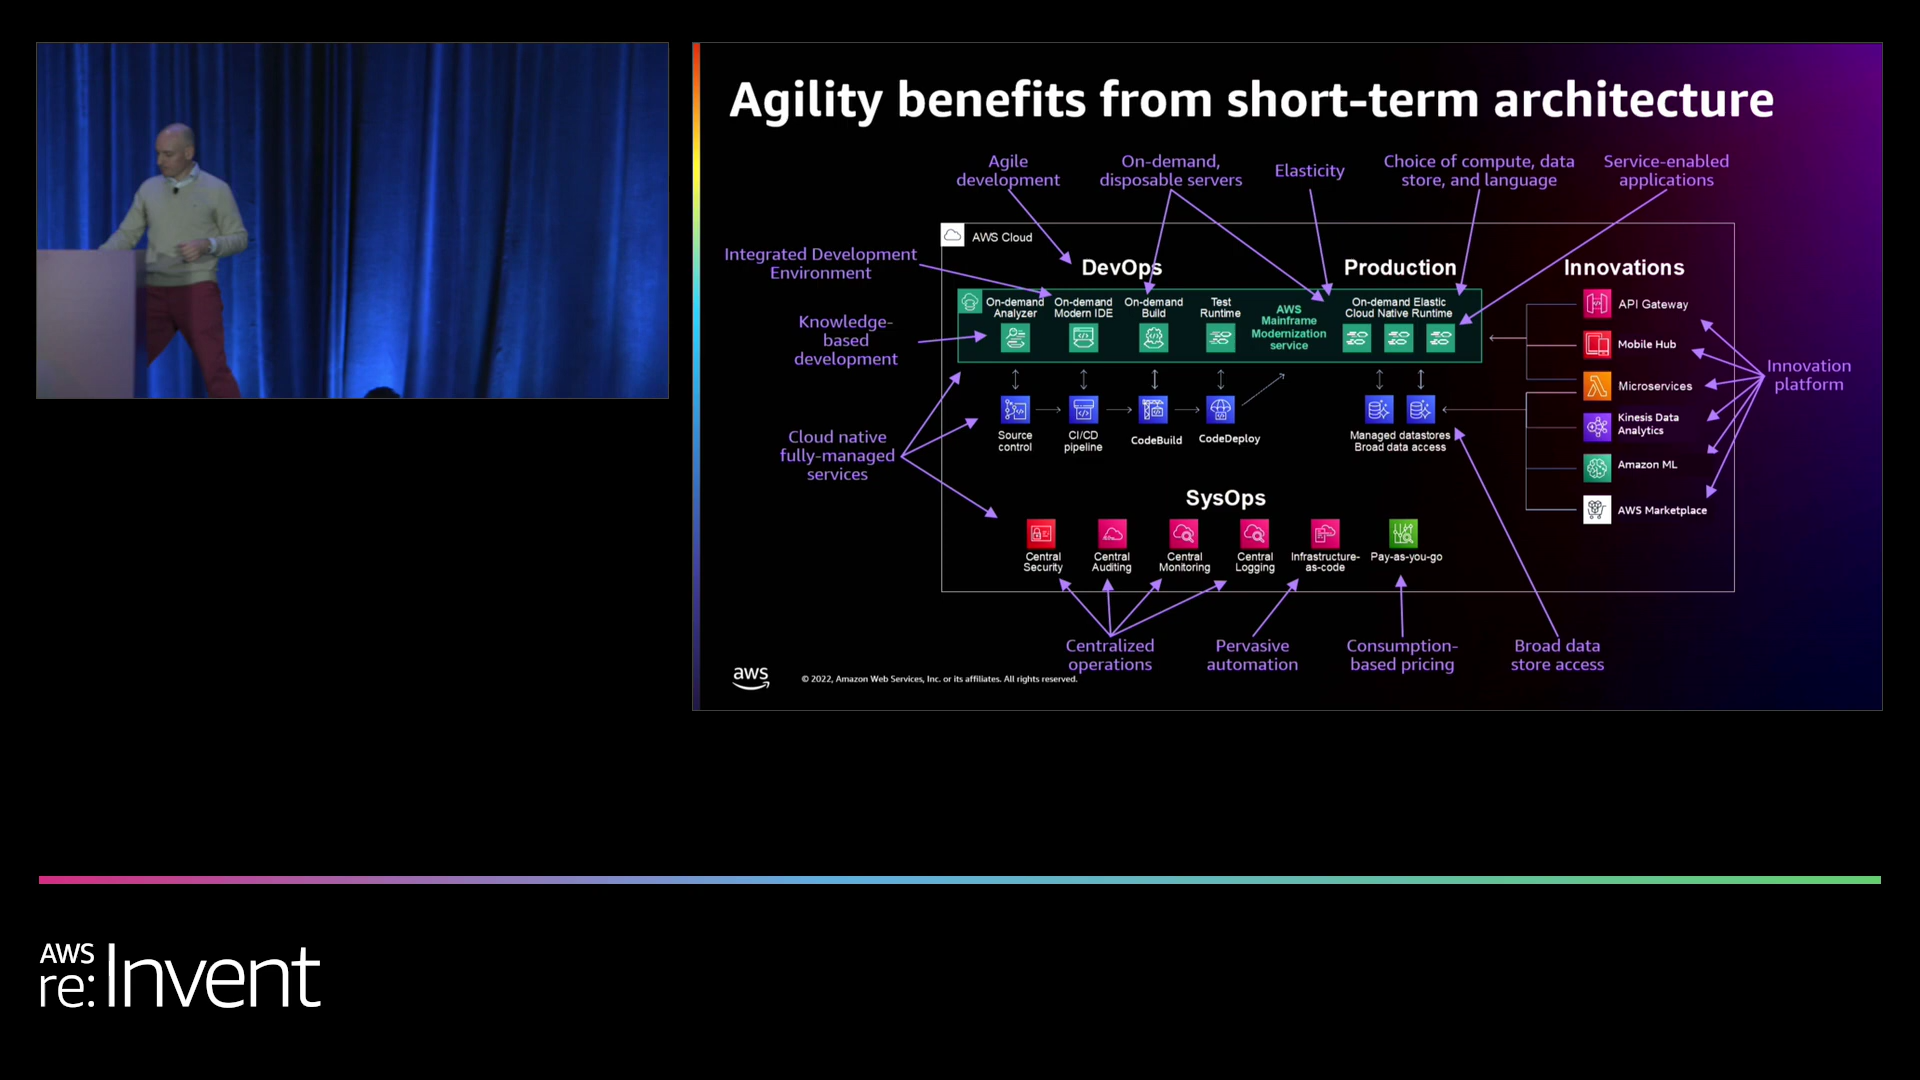 Agility benefits from short-term architecture
Agile
development
On-demand,
disposable servers
Elasticity
Choice of compute, data
store, and language
Service-enabled
applications
AWS Cloud
Integrated Development
Environment
DevOps
Production
Innovations
On-demand
Analyzer
On-demand
Modern IDE
On-demand
Build
Test
Runtime
AWS
Mainframe
Modernization
service
On-demand Elastic
Cloud Native Runtime
API Gateway
Knowledge-
based
development
Mobile Hub
Innovation
platform
Microservices
Kinesis Data
Analytics
Cloud native
fully-managed
services
Source
control
CI/CD
pipeline
CodeBuild
CodeDeploy
Managed datastores
Broad data access
Amazon ML
AWS Marketplace
SysOps
Central
Security
Central
Auditing
Central
Monitoring
Central
Logging
Infrastructure-
as-code
Pay-as-you-go
Centralized
operations
Pervasive
automation
Consumption-
based pricing
Broad data
store access
aws
© 2022, Amazon Web Services, Inc. or its affiliates. All rights reserved.
AWS
re:Invent